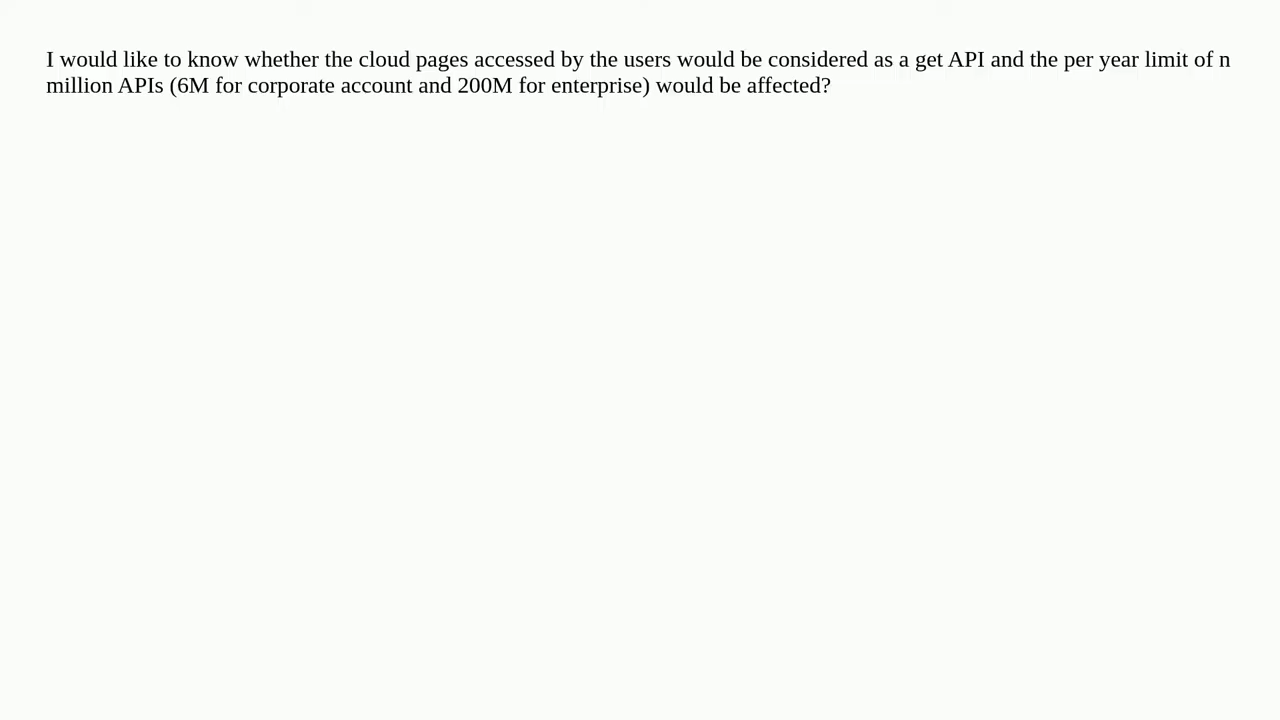 I would like to know whether the cloud pages accessed by the users would be considered as a get API and the per year limit of n
million APIs (6M for corporate account and 200M for enterprise) would be affected?